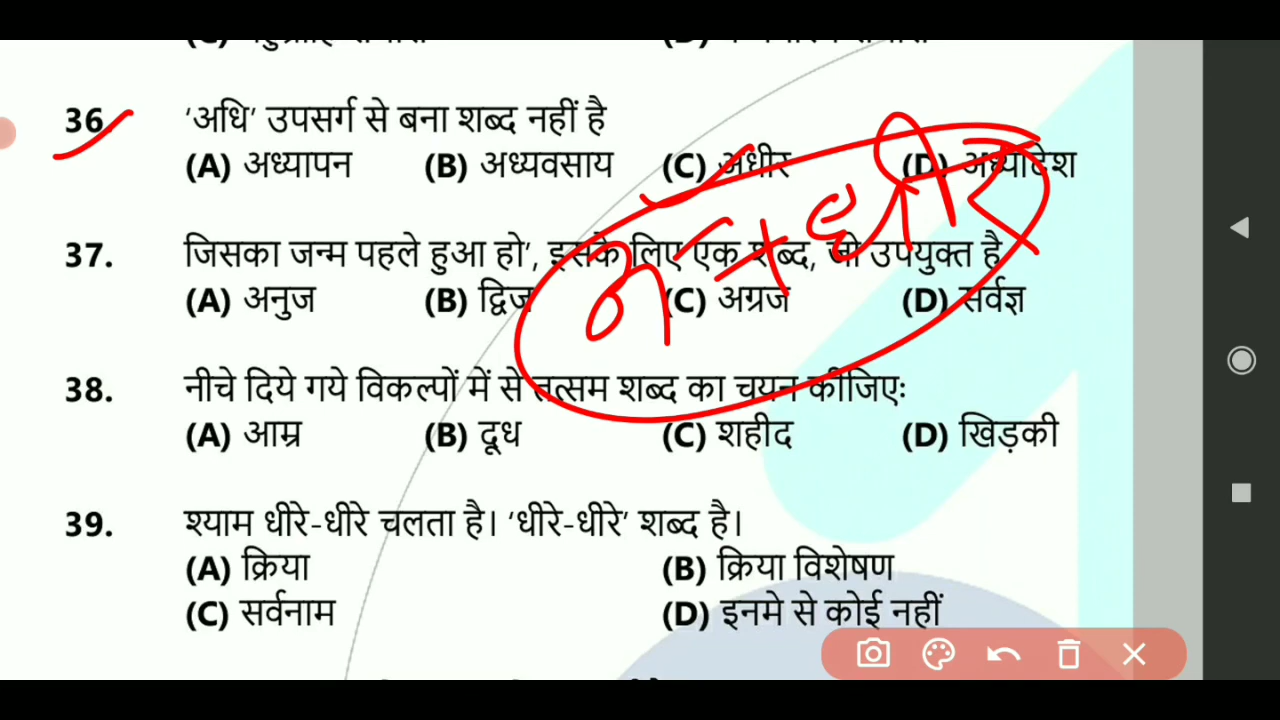 36. 'अधि' उपसर्ग से बना शब्द नहीं है
(A) अध्यापन (B) अध्यवसाय (C) अधीर (D) अध्यादेश
अ + धीर
37. जिसका जन्म पहले हुआ हो', इसके लिए एक शब्द, जो उपयुक्त है
(A) अनुज (B) द्विज (C) अग्रज (D) सर्वज्ञ
38. नीचे दिये गये विकल्पों में से तत्सम शब्द का चयन कीजिएः
(A) आम्र (B) दूध (C) शहीद (D) खिड़की
39. श्याम धीरे-धीरे चलता है। 'धीरे-धीरे' शब्द है।
(A) क्रिया (B) क्रिया विशेषण
(C) सर्वनाम (D) इनमे से कोई नहीं